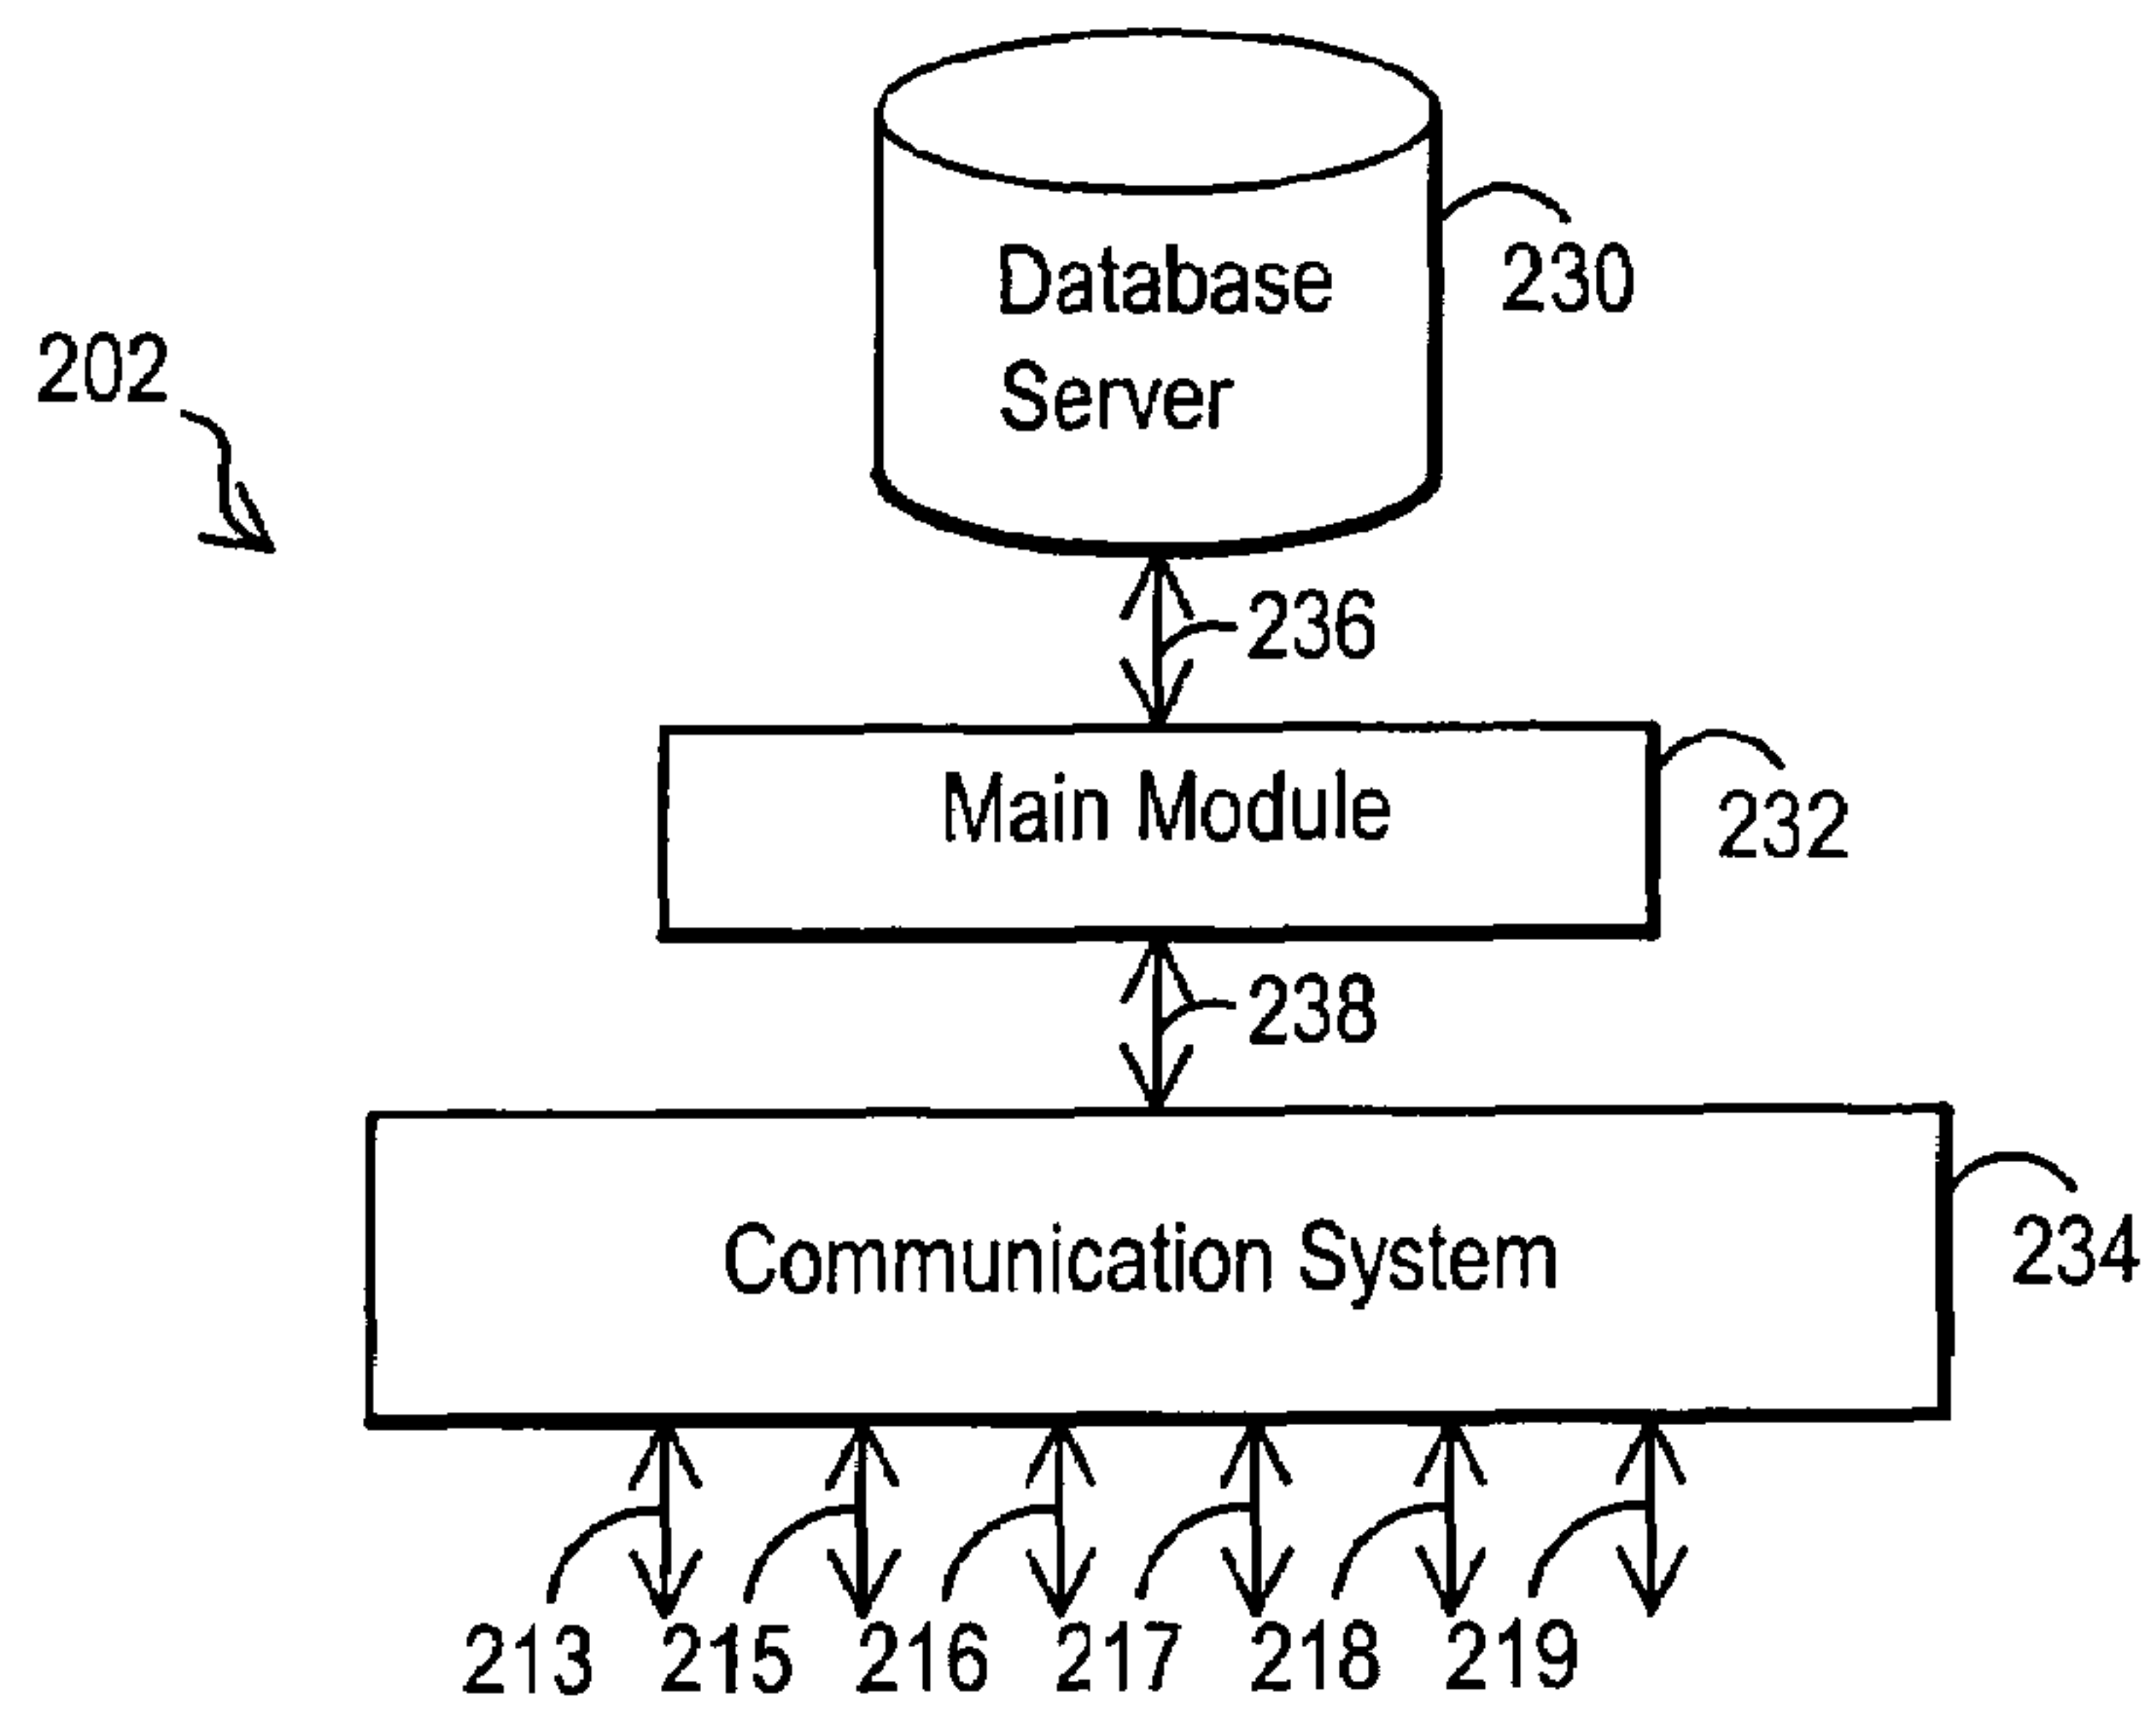 Database
Server
230
202
236
Main Module
232
238
Communication System
234
213 215 216 217 218 219